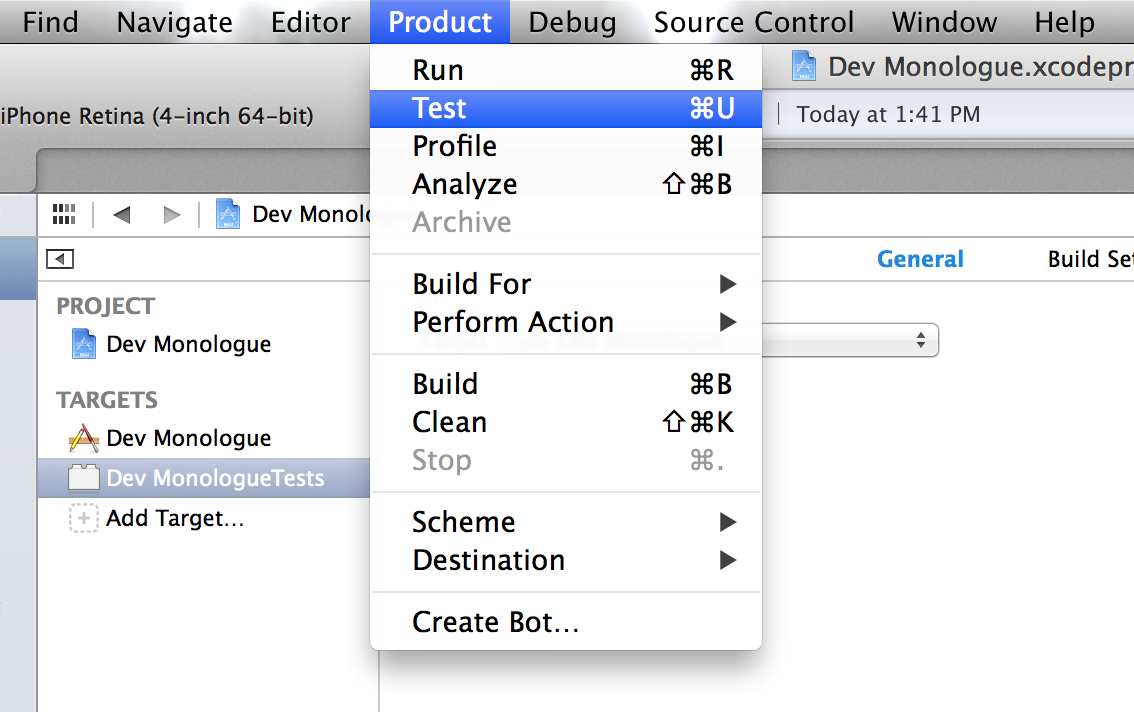 Find Navigate Editor Product Debug Source Control Window Help
Dev Monologue.xcodepr
iPhone Retina (4-inch 64-bit)
Today at 1:41 PM
Run ⌘R
Test ⌘U
Profile ⌘I
Analyze ⇧⌘B
Archive
Build For
Perform Action
Build ⌘B
Clean ⇧⌘K
Stop ⌘.
Scheme
Destination
Create Bot...
Dev Monologue
General Build Set
PROJECT
Dev Monologue
TARGETS
Dev Monologue
Dev MonologueTests
Add Target...